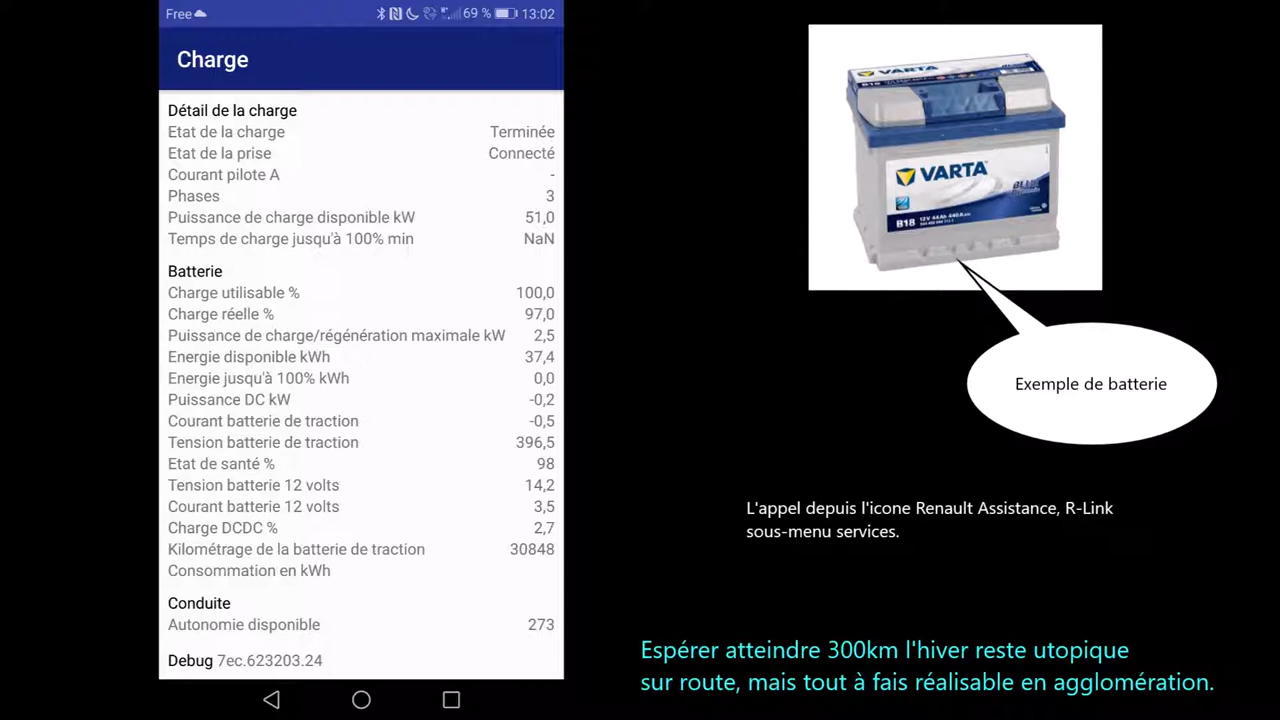 Free 69 % 13:02
Charge
Détail de la charge
Etat de la charge Terminée
Etat de la prise Connecté
Courant pilote A -
Phases 3
Puissance de charge disponible kW 51,0
Temps de charge jusqu'à 100% min NaN
Batterie
Charge utilisable % 100,0
Charge réelle % 97,0
Puissance de charge/régénération maximale kW 2,5
Energie disponible kWh 37,4
Energie jusqu'à 100% kWh 0,0
Puissance DC kW -0,2
Courant batterie de traction -0,5
Tension batterie de traction 396,5
Etat de santé % 98
Tension batterie 12 volts 14,2
Courant batterie 12 volts 3,5
Charge DCDC % 2,7
Kilométrage de la batterie de traction 30848
Consommation en kWh
Conduite
Autonomie disponible 273
Debug 7ec.623203.24
VARTA
B18
VARTA
BLUE
B18 12V 44Ah 440A
Exemple de batterie
L'appel depuis l'icone Renault Assistance, R-Link
sous-menu services.
Espérer atteindre 300km l'hiver reste utopique
sur route, mais tout à fais réalisable en agglomération.